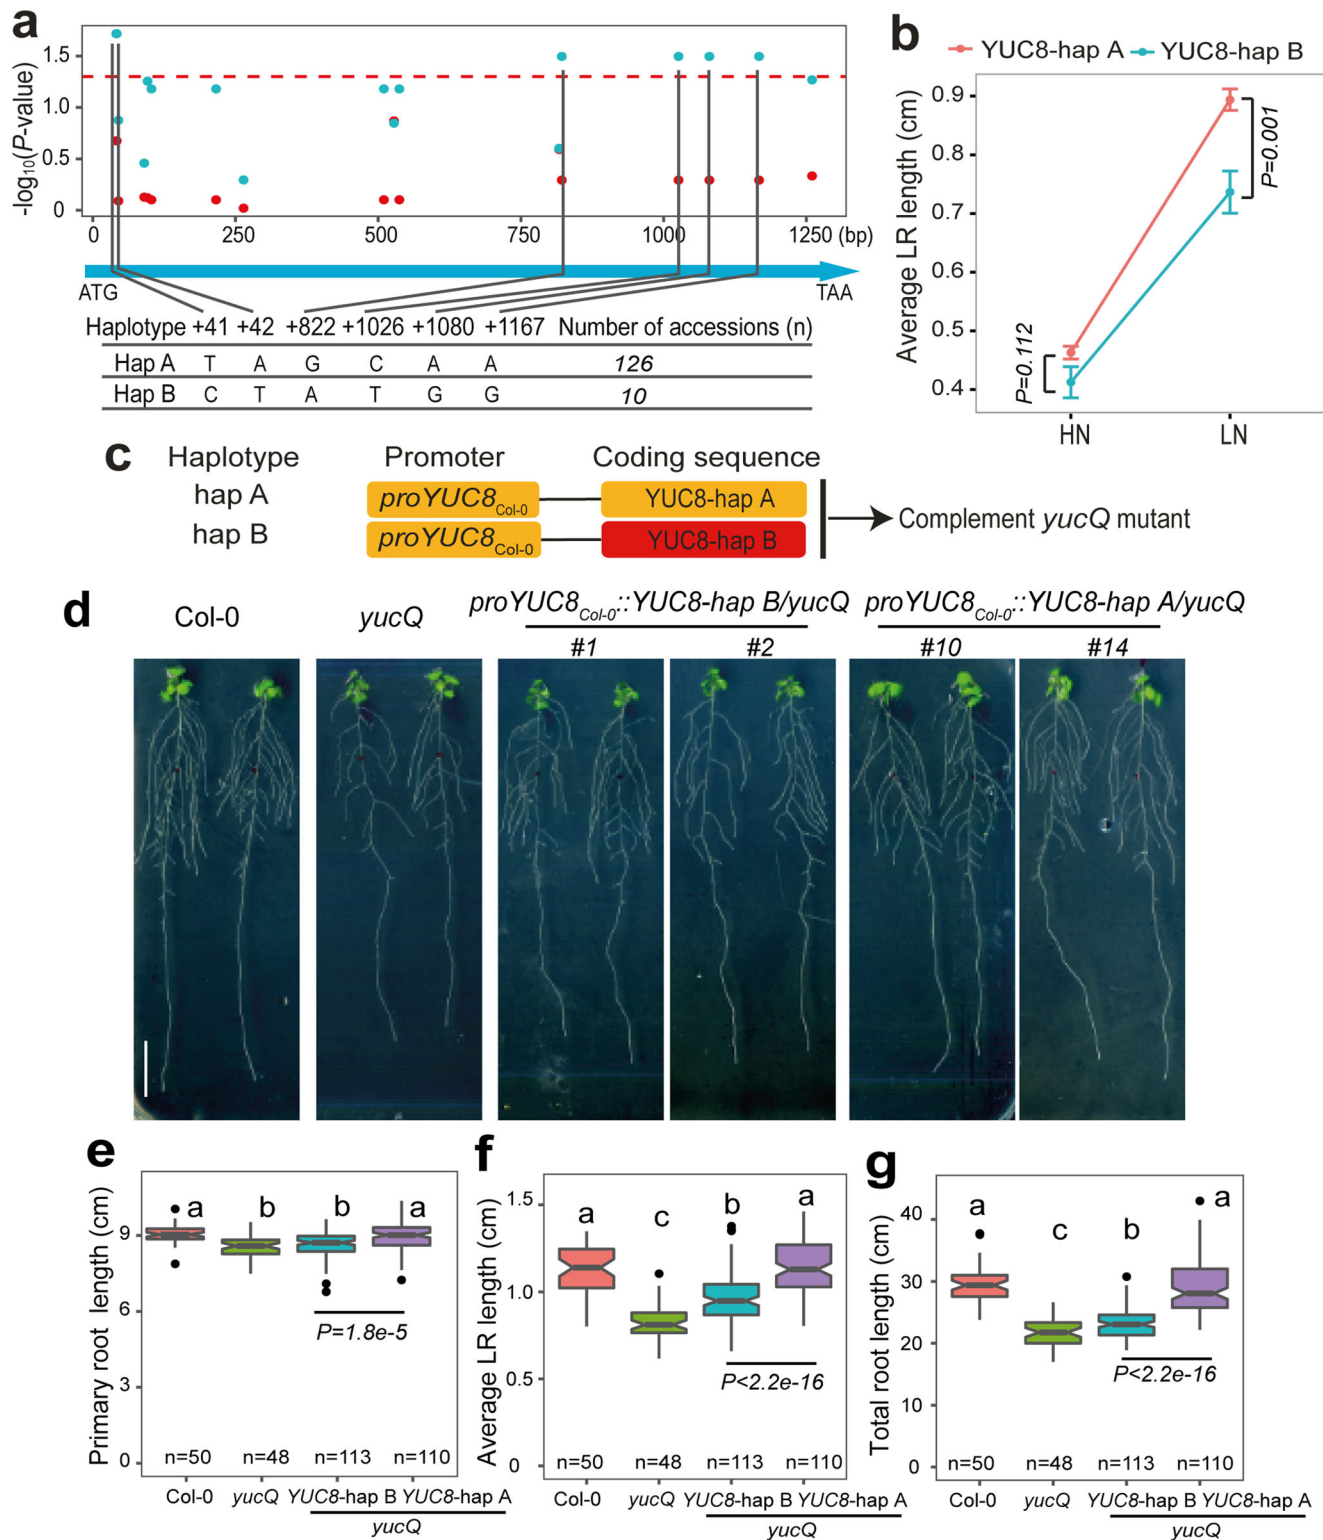 a
1.5
1.0
0.5
0
-log10(P-value)
0 250 500 750 1000 1250 (bp)
ATG TAA
Haplotype +41 +42 +822 +1026 +1080 +1167 Number of accessions (n)
Hap A T A G C A A 126
Hap B C T A T G G 10
b
YUC8-hap A YUC8-hap B
Average LR length (cm)
0.9
0.8
0.7
0.6
0.5
0.4
P=0.112
P=0.001
HN LN
c
Haplotype Promoter Coding sequence
hap A proYUC8Col-0 YUC8-hap A
hap B proYUC8Col-0 YUC8-hap B
Complement yucQ mutant
d
Col-0 yucQ proYUC8Col-0::YUC8-hap B/yucQ proYUC8Col-0::YUC8-hap A/yucQ
#1 #2 #10 #14
e
Primary root length (cm)
9
6
3
0
a b b a
P=1.8e-5
n=50 n=48 n=113 n=110
Col-0 yucQ YUC8-hap B YUC8-hap A
yucQ
f
Average LR length (cm)
1.5
1.0
0.5
0
a c b a
P<2.2e-16
n=50 n=48 n=113 n=110
Col-0 yucQ YUC8-hap B YUC8-hap A
yucQ
g
Total root length (cm)
40
30
20
10
0
a c b a
P<2.2e-16
n=50 n=48 n=113 n=110
Col-0 yucQ YUC8-hap B YUC8-hap A
yucQ